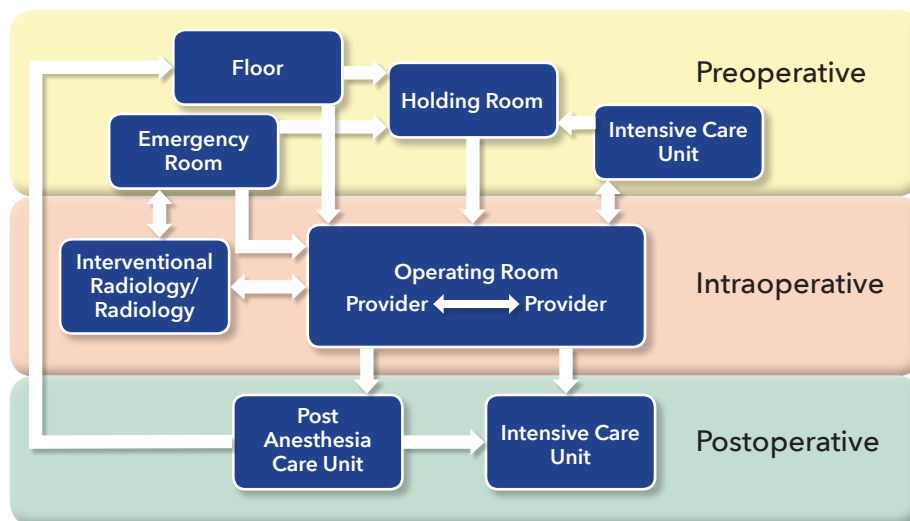 Floor
Preoperative
Holding Room
Emergency
Room
Intensive Care
Unit
Interventional
Radiology/
Radiology
Operating Room
Provider Provider
Intraoperative
Post
Anesthesia
Care Unit
Intensive Care
Unit
Postoperative